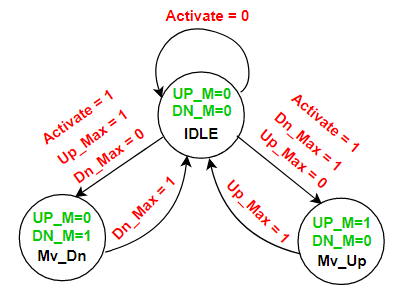 Activate = 0
UP_M=0
DN_M=0
IDLE
Activate = 1
Up_Max = 1
Dn_Max = 0
Activate = 1
Dn_Max = 1
Up_Max = 0
Dn_Max = 1
Up_Max = 1
UP_M=0
DN_M=1
Mv_Dn
UP_M=1
DN_M=0
Mv_Up